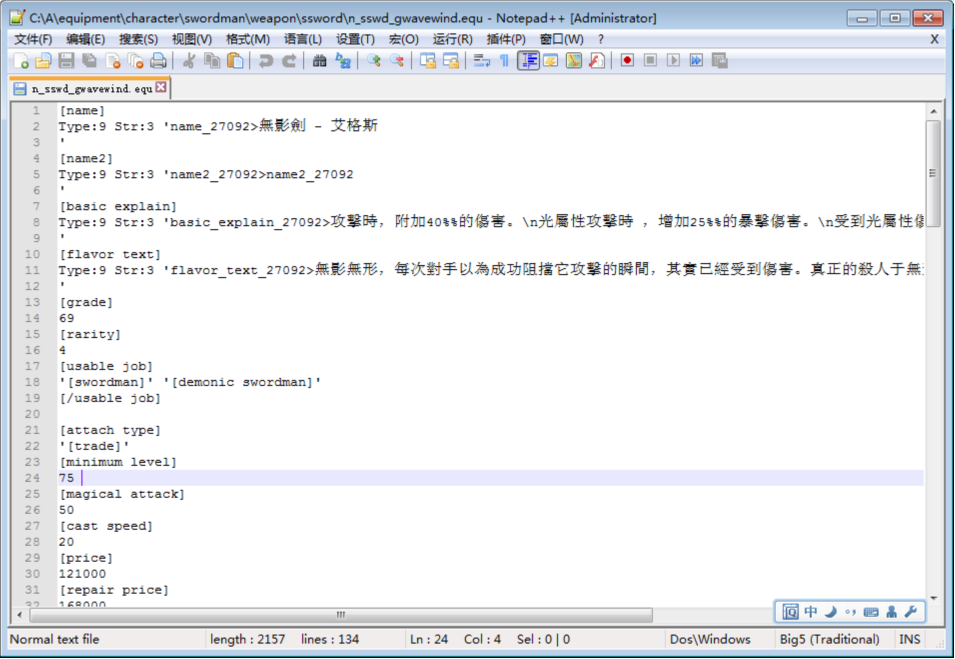 C:\A\equipment\character\swordman\weapon\ssword\n_sswd_gwavewind.equ - Notepad++ [Administrator]
文件(F) 编辑(E) 搜索(S) 视图(V) 格式(M) 语言(L) 设置(T) 宏(O) 运行(R) 插件(P) 窗口(W) ? X
n_sswd_gwavewind.equ
1 [name]
2 Type:9 Str:3 'name_27092>無影劍 - 艾格斯
3 '
4 [name2]
5 Type:9 Str:3 'name2_27092>name2_27092
6 '
7 [basic explain]
8 Type:9 Str:3 'basic_explain_27092>攻擊時，附加40%%的傷害。\n光屬性攻擊時 ，增加25%%的暴擊傷害。\n受到光屬性
9 '
10 [flavor text]
11 Type:9 Str:3 'flavor_text_27092>無影無形，每次對手以為成功阻擋它攻擊的瞬間，其實已經受到傷害。真正的殺人于無
12 '
13 [grade]
14 69
15 [rarity]
16 4
17 [usable job]
18 '[swordman]' '[demonic swordman]'
19 [/usable job]
20
21 [attach type]
22 '[trade]'
23 [minimum level]
24 75
25 [magical attack]
26 50
27 [cast speed]
28 20
29 [price]
30 121000
31 [repair price]
32 168000
中
Normal text file length : 2157 lines : 134 Ln : 24 Col : 4 Sel : 0 | 0 Dos\Windows Big5 (Traditional) INS